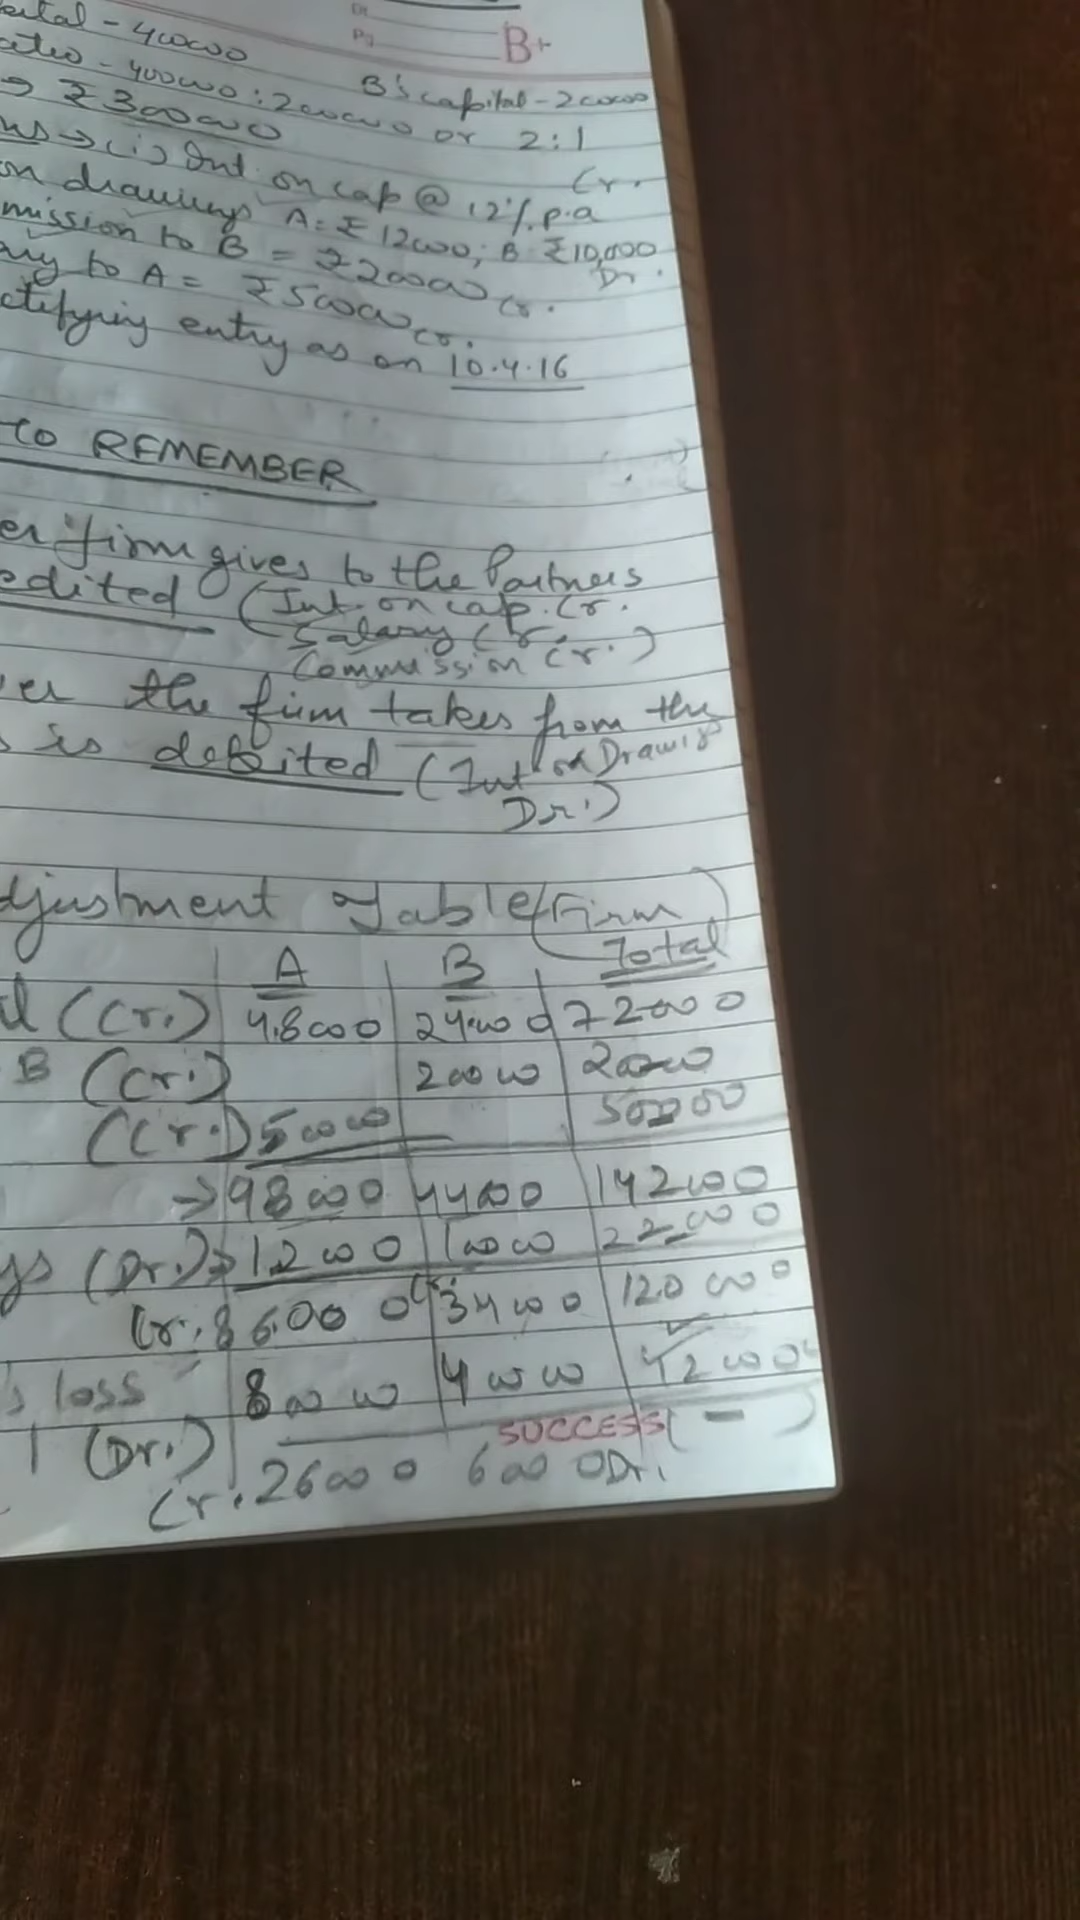 B+
- 400000
B's capital - 200000
- 400000 : 200000 or 2:1
→ ₹300000
→ (i) Int. on cap @ 12% p.a Cr.
on drawings A = ₹12000; B ₹10,000 Dr.
mission to B = ₹20000 Cr.
to A = ₹50000 Cr.
ctifying entry as on 10.4.16
to REMEMBER
er firm gives to the Partners
edited (Int. on cap. Cr.
Salary Cr.
Commission Cr.)
er the firm takes from the
s is debited (Int on Drawigs
Dr.)
djustment Table (Firm)
A B Total
l (Cr.) 48000 24000 72000
B (Cr.) 20000 20000
(Cr.) 50000 50000
→ 98000 44000 142000
gs (Dr.) → 12000 10000 22000
Cr. 86000 Cr. 34000 120000
s loss 80000 40000 (-)
l (Dr.)
SUCCESS
Cr. 26000 6000 Dr.